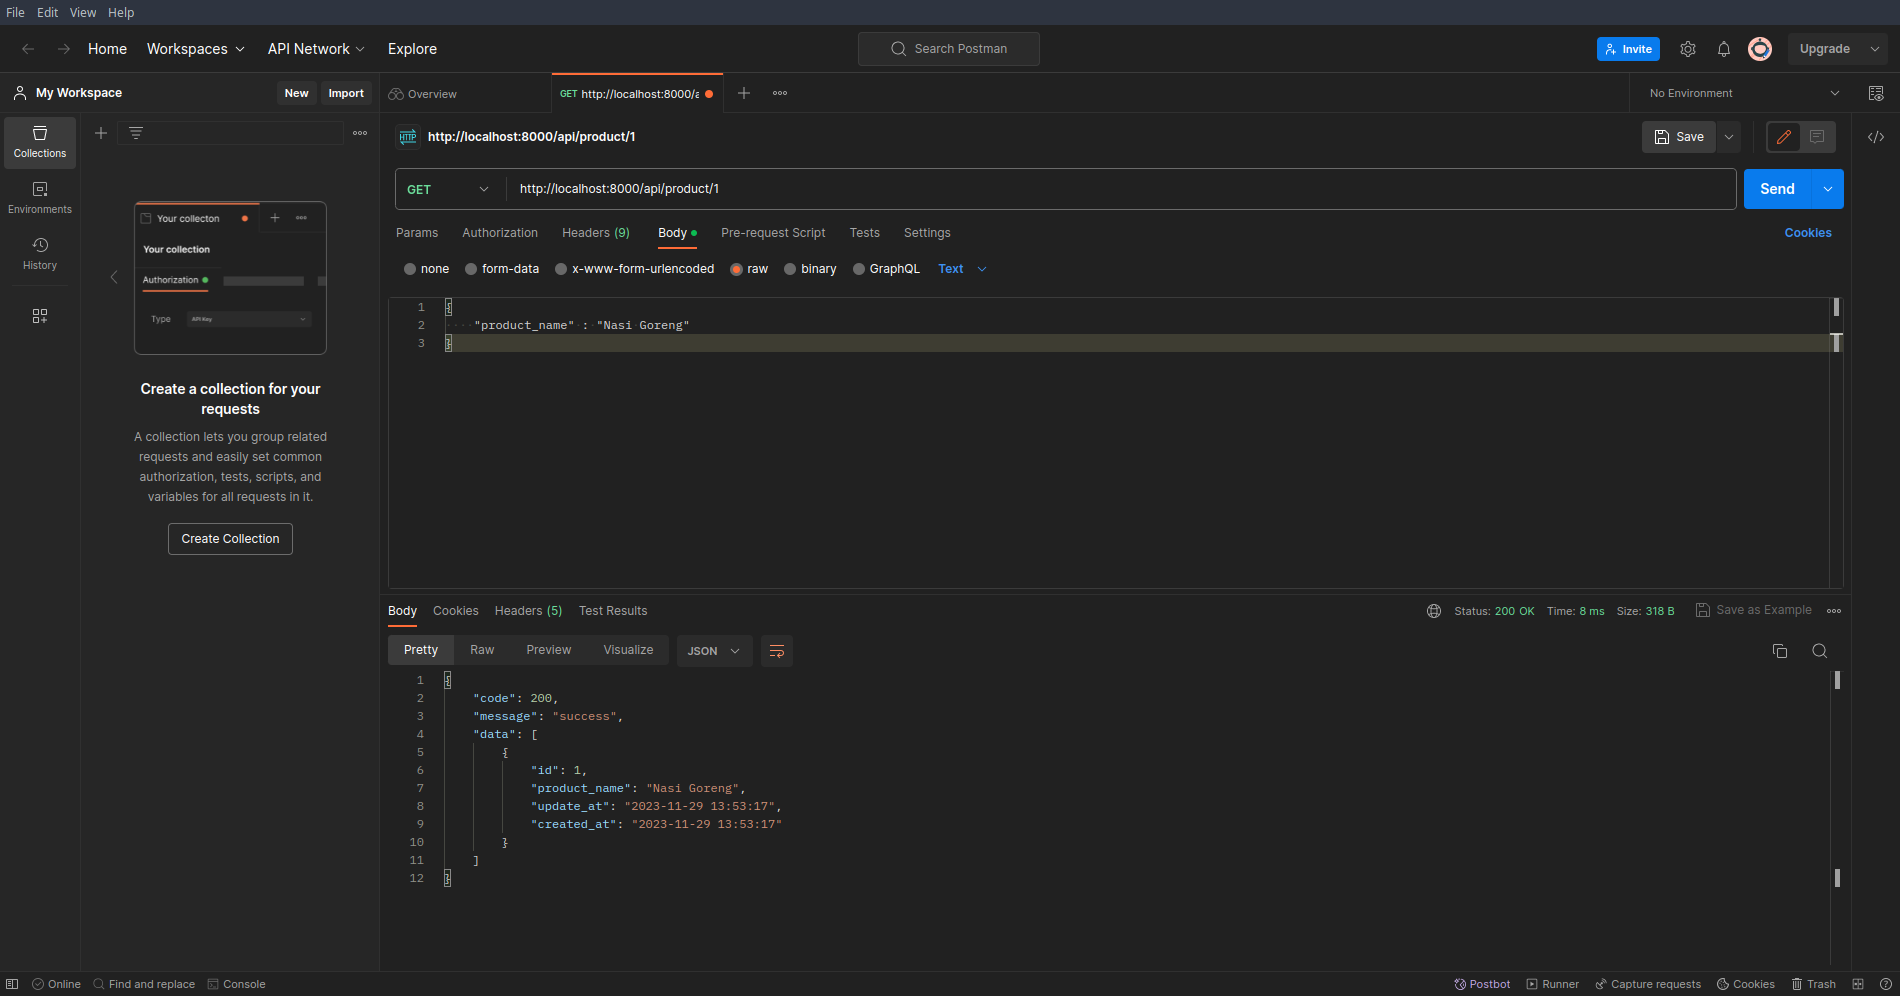 File Edit View Help
Home Workspaces API Network Explore Search Postman Invite Upgrade
My Workspace New Import Overview GET http://localhost:8000/a No Environment
Collections
Environments
History
Your collecton
Your collection
Authorization
Type API Key
Create a collection for your
requests
A collection lets you group related
requests and easily set common
authorization, tests, scripts, and
variables for all requests in it.
Create Collection
HTTP http://localhost:8000/api/product/1 Save </>
GET http://localhost:8000/api/product/1 Send
Params Authorization Headers (9) Body Pre-request Script Tests Settings Cookies
none form-data x-www-form-urlencoded raw binary GraphQL Text
1 {
2 "product_name" : "Nasi Goreng"
3 }
Body Cookies Headers (5) Test Results Status: 200 OK Time: 8 ms Size: 318 B Save as Example
Pretty Raw Preview Visualize JSON
1 {
2 "code": 200,
3 "message": "success",
4 "data": [
5 {
6 "id": 1,
7 "product_name": "Nasi Goreng",
8 "update_at": "2023-11-29 13:53:17",
9 "created_at": "2023-11-29 13:53:17"
10 }
11 ]
12 }
Online Find and replace Console Postbot Runner Capture requests Cookies Trash